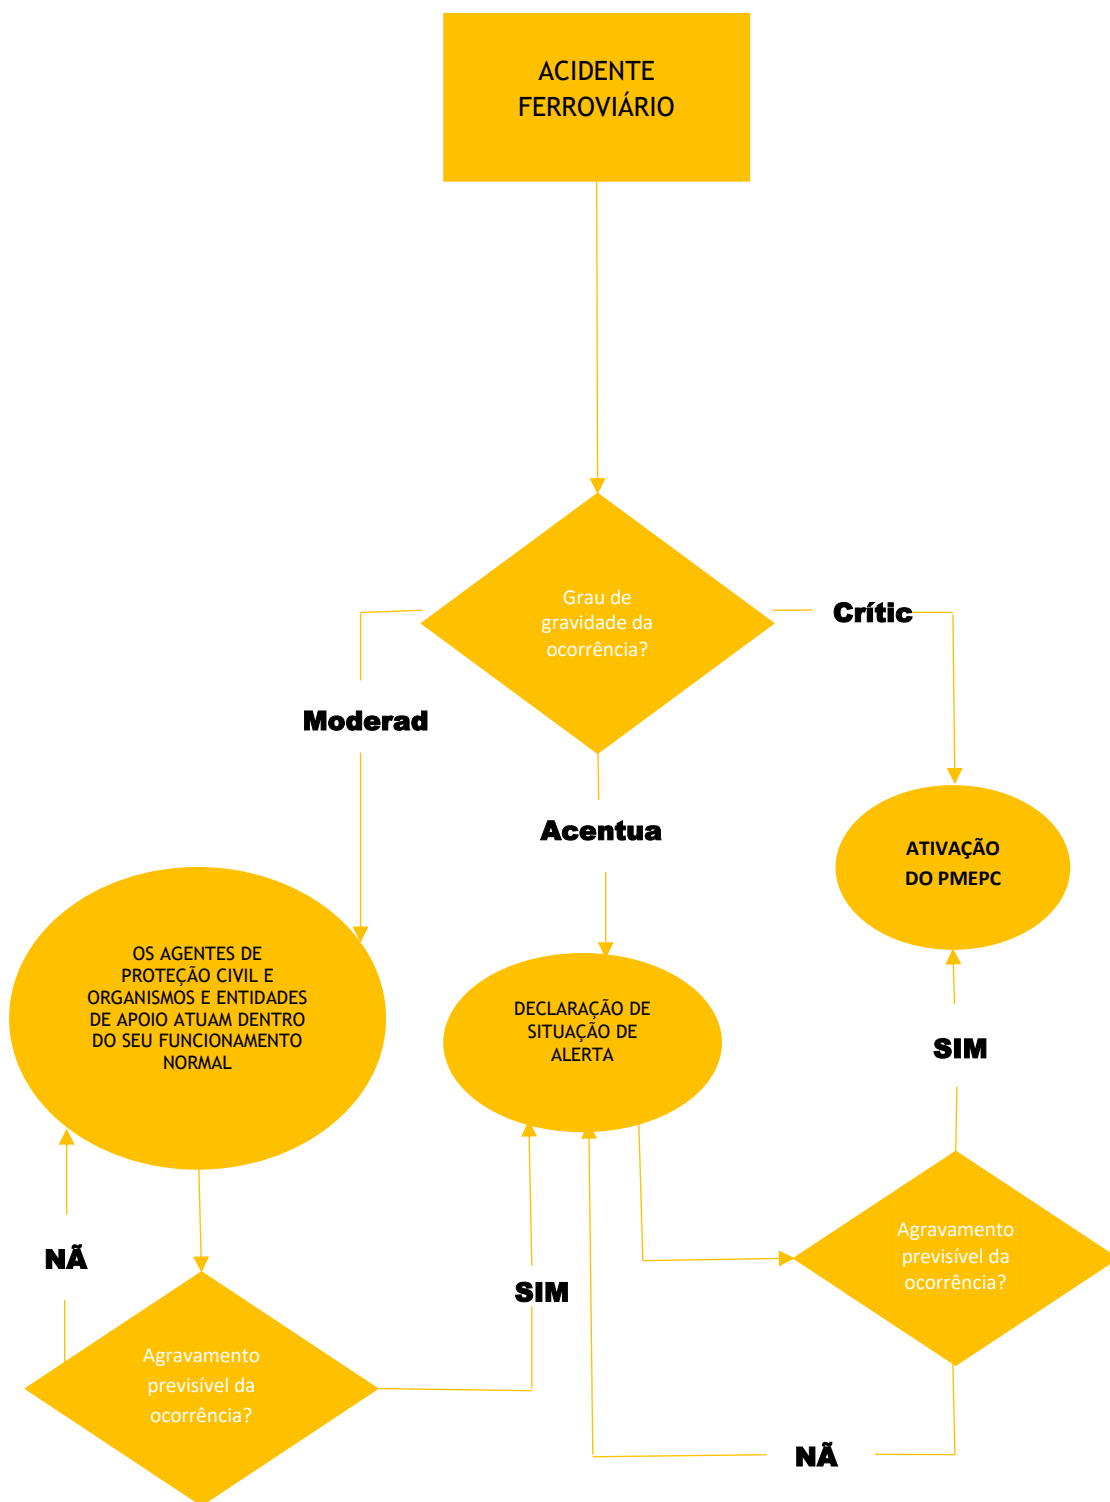 ACIDENTE
FERROVIÁRIO
Grau de
gravidade da
ocorrência?
Crític
Moderad
Acentua
ATIVAÇÃO
DO PMEPC
OS AGENTES DE
PROTEÇÃO CIVIL E
ORGANISMOS E ENTIDADES
DE APOIO ATUAM DENTRO
DO SEU FUNCIONAMENTO
NORMAL
DECLARAÇÃO DE
SITUAÇÃO DE
ALERTA
SIM
Agravamento
previsível da
ocorrência?
NÃ
SIM
Agravamento
previsível da
ocorrência?
NÃ